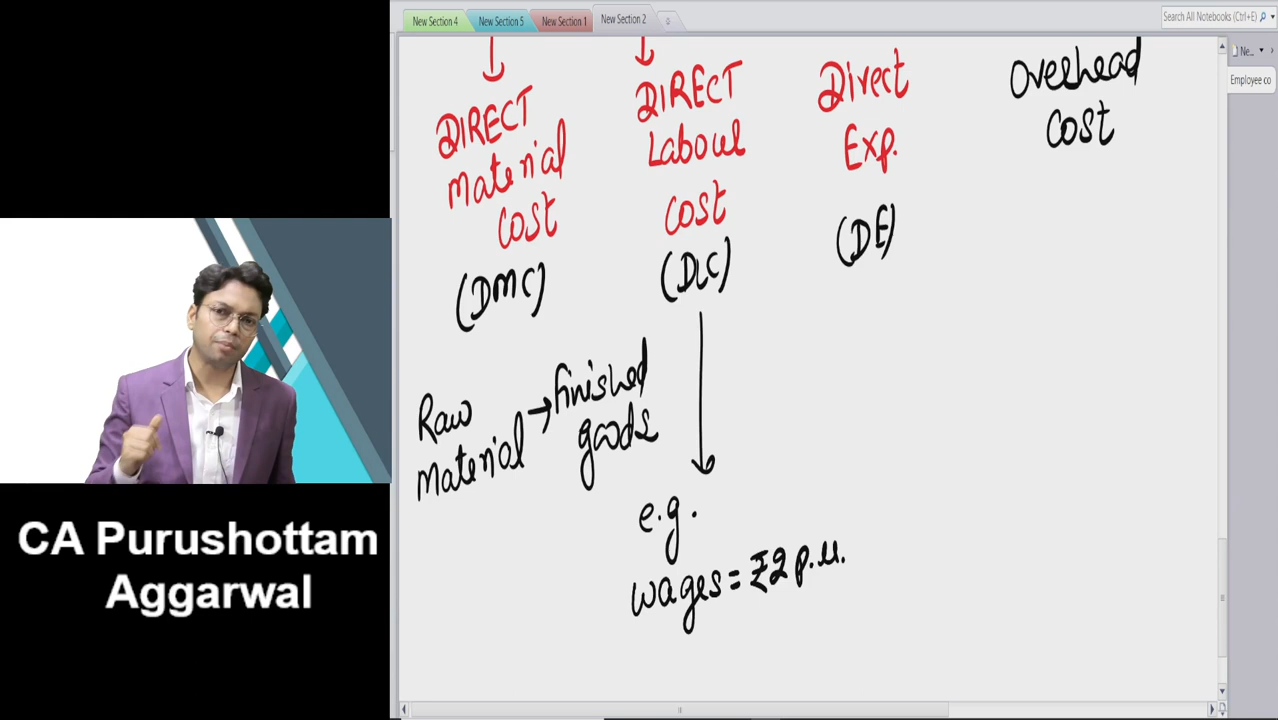 New Section 4
New Section 5
New Section 1
New Section 2
Search All Notebooks (Ctrl+E)
Ne...
Employee co
DIRECT
Material
Cost
(DMC)
DIRECT
Labour
Cost
(DLC)
Direct
Exp.
(DE)
Overhead
Cost
Raw
Material → Finished
goods
e.g.
wages = ₹2 p.u.
CA Purushottam
Aggarwal